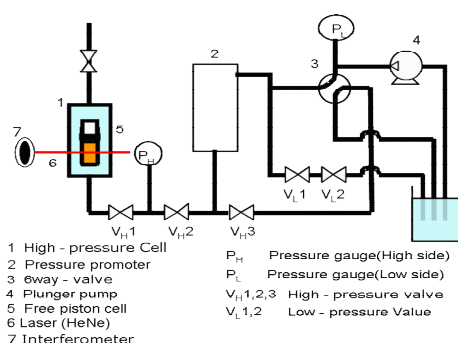 P_L
4
2
3
1
5
7
P_H
6
V_L1 V_L2
V_H1 V_H2 V_H3
1 High - pressure Cell
2 Pressure promoter
3 6way - valve
4 Plunger pump
5 Free piston cell
6 Laser (HeNe)
7 Interferometer
P_H Pressure gauge(High side)
P_L Pressure gauge(Low side)
V_H1,2,3 High - pressure valve
V_L1,2 Low - pressure Value